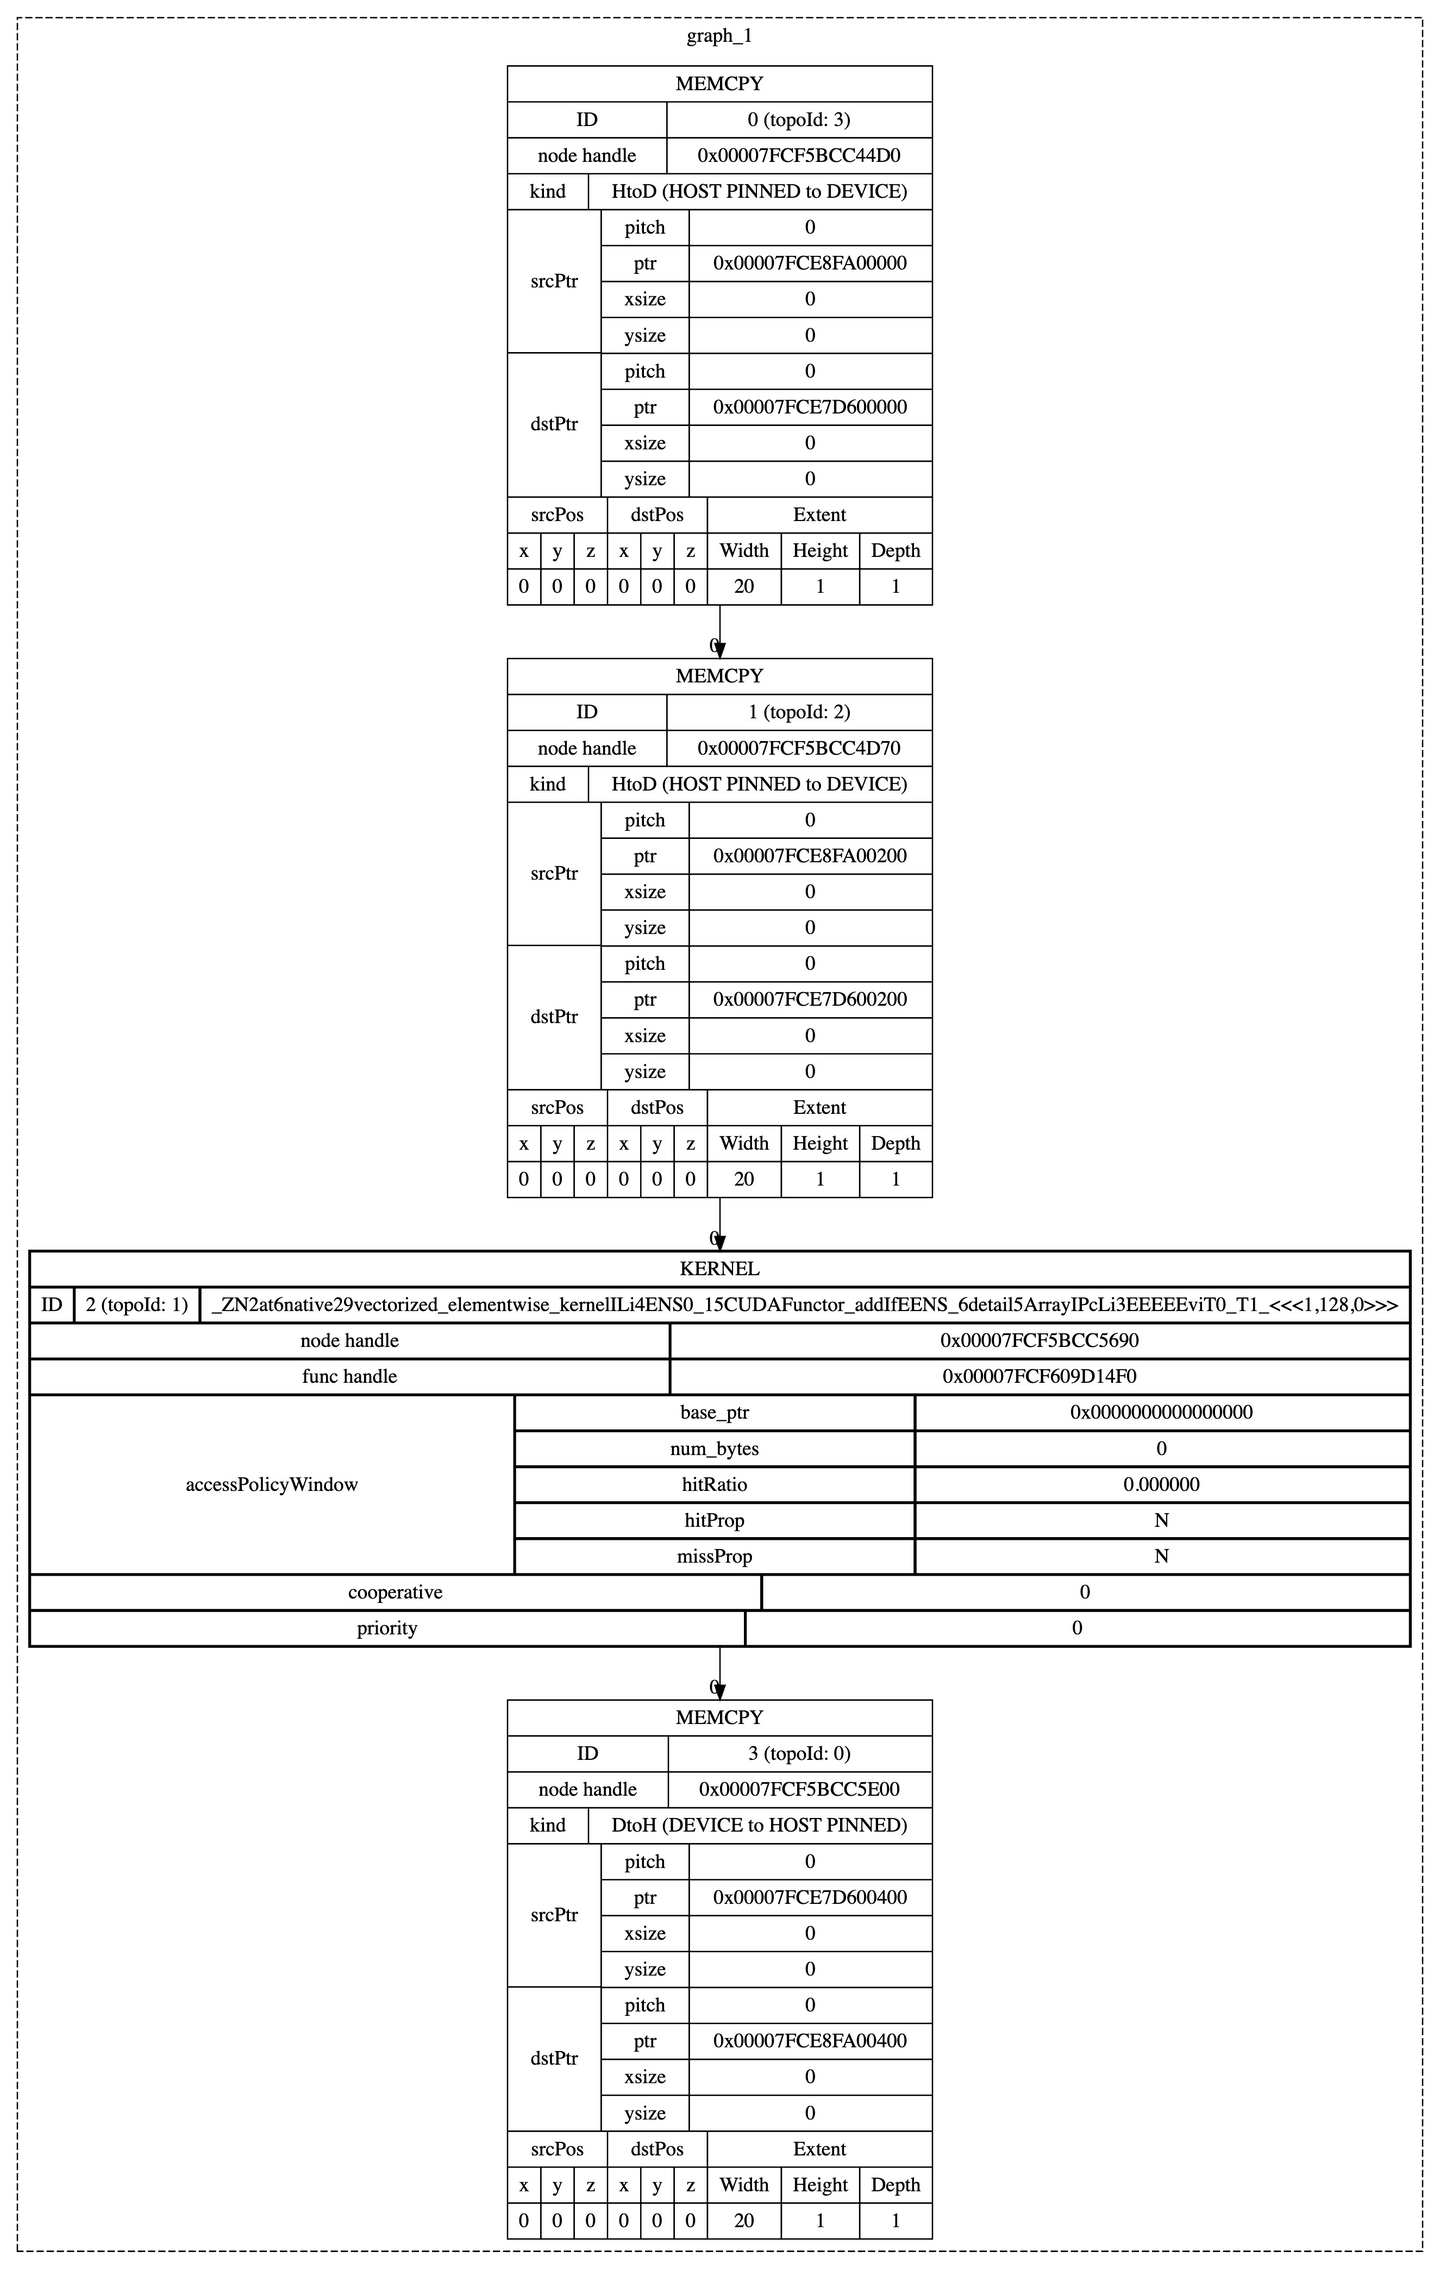 graph_1
MEMCPY
ID 0 (topoId: 3)
node handle 0x00007FCF5BCC44D0
kind HtoD (HOST PINNED to DEVICE)
srcPtr
pitch 0
ptr 0x00007FCE8FA00000
xsize 0
ysize 0
dstPtr
pitch 0
ptr 0x00007FCE7D600000
xsize 0
ysize 0
srcPos dstPos Extent
x y z x y z Width Height Depth
0 0 0 0 0 0 20 1 1
0
MEMCPY
ID 1 (topoId: 2)
node handle 0x00007FCF5BCC4D70
kind HtoD (HOST PINNED to DEVICE)
srcPtr
pitch 0
ptr 0x00007FCE8FA00200
xsize 0
ysize 0
dstPtr
pitch 0
ptr 0x00007FCE7D600200
xsize 0
ysize 0
srcPos dstPos Extent
x y z x y z Width Height Depth
0 0 0 0 0 0 20 1 1
0
KERNEL
ID 2 (topoId: 1) _ZN2at6native29vectorized_elementwise_kernelILi4ENS0_15CUDAFunctor_addIfEENS_6detail5ArrayIPcLi3EEEEEviT0_T1_<<<1,128,0>>>
node handle 0x00007FCF5BCC5690
func handle 0x00007FCF609D14F0
accessPolicyWindow
base_ptr 0x0000000000000000
num_bytes 0
hitRatio 0.000000
hitProp N
missProp N
cooperative 0
priority 0
0
MEMCPY
ID 3 (topoId: 0)
node handle 0x00007FCF5BCC5E00
kind DtoH (DEVICE to HOST PINNED)
srcPtr
pitch 0
ptr 0x00007FCE7D600400
xsize 0
ysize 0
dstPtr
pitch 0
ptr 0x00007FCE8FA00400
xsize 0
ysize 0
srcPos dstPos Extent
x y z x y z Width Height Depth
0 0 0 0 0 0 20 1 1